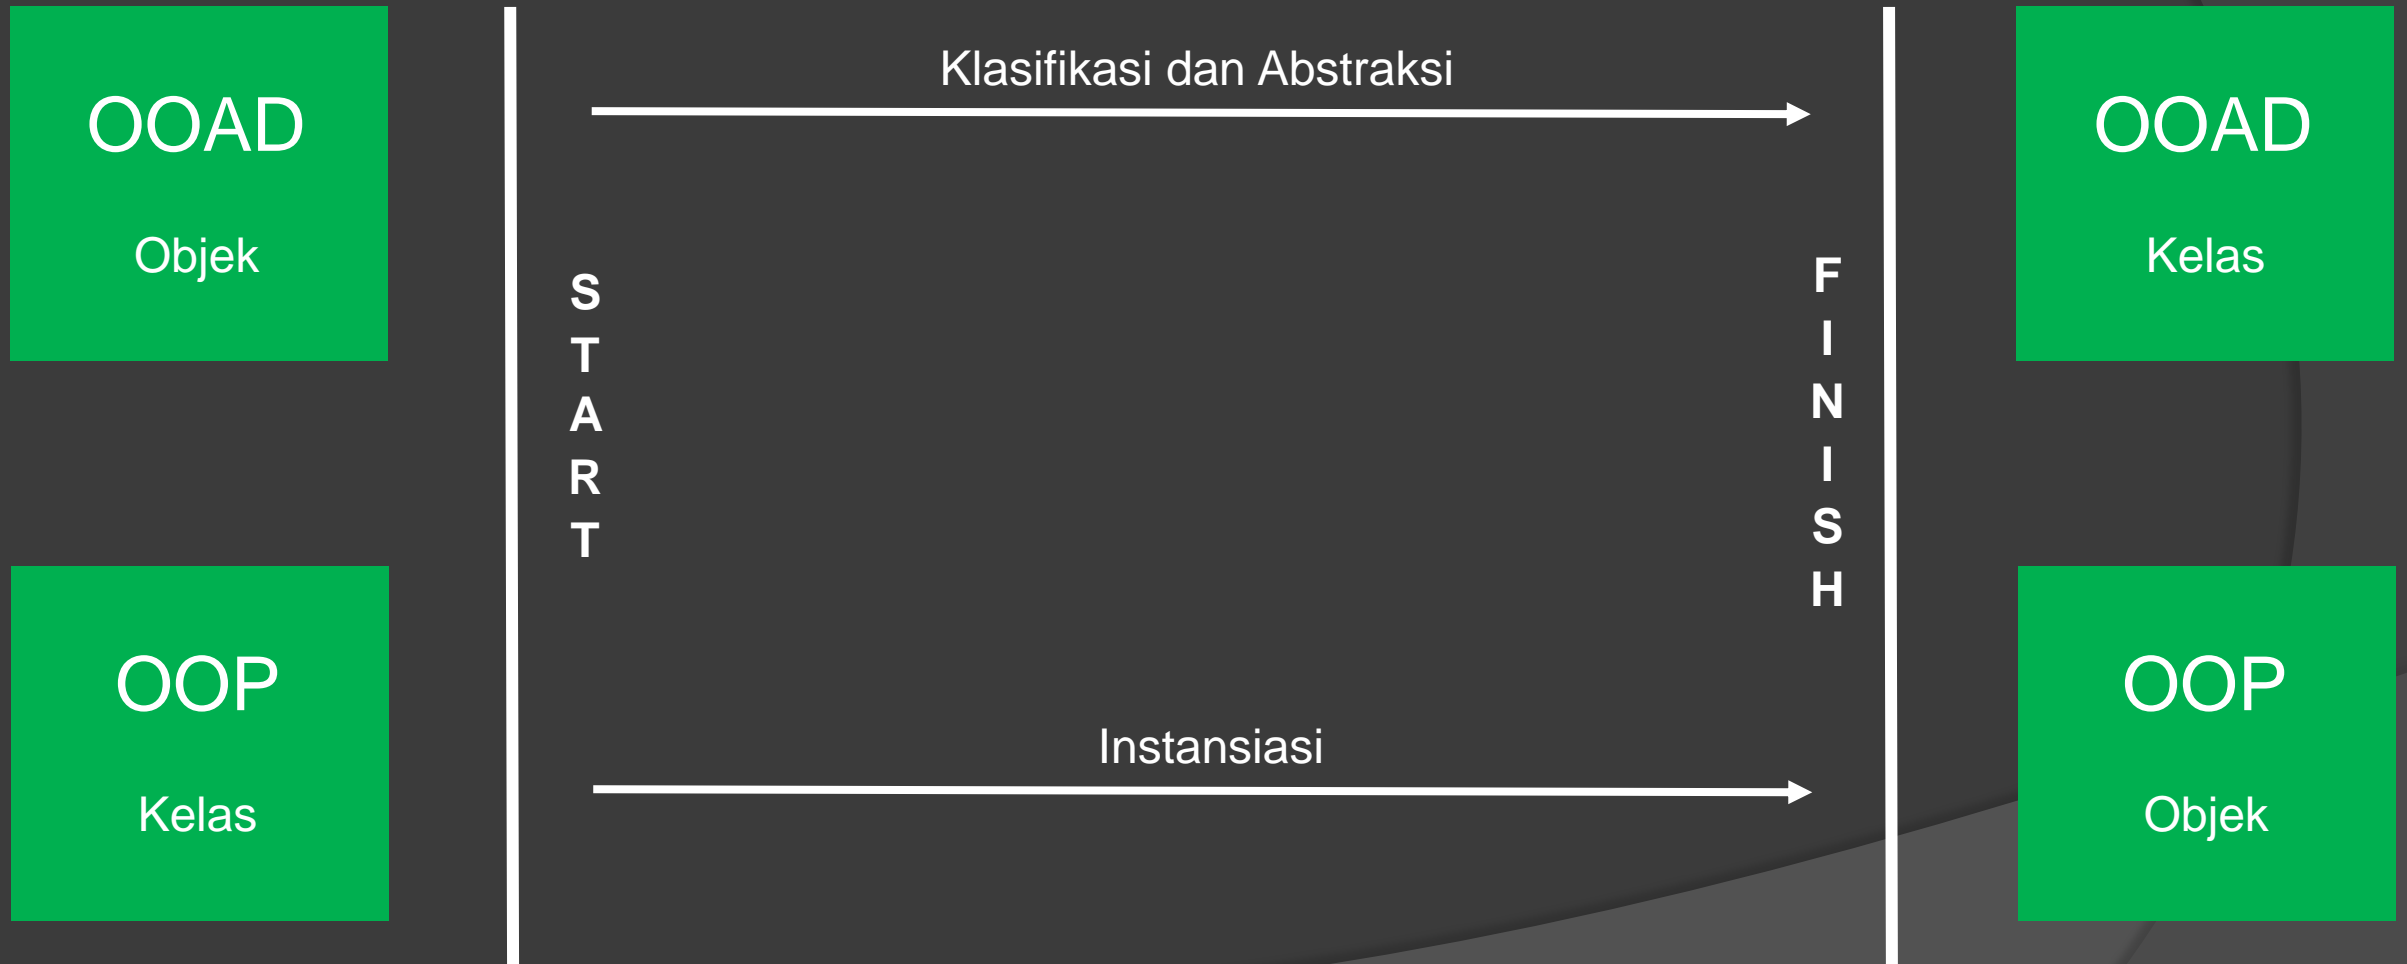 OOAD
Objek
Klasifikasi dan Abstraksi
OOAD
Kelas
S
T
A
R
T
F
I
N
I
S
H
OOP
Kelas
Instansiasi
OOP
Objek